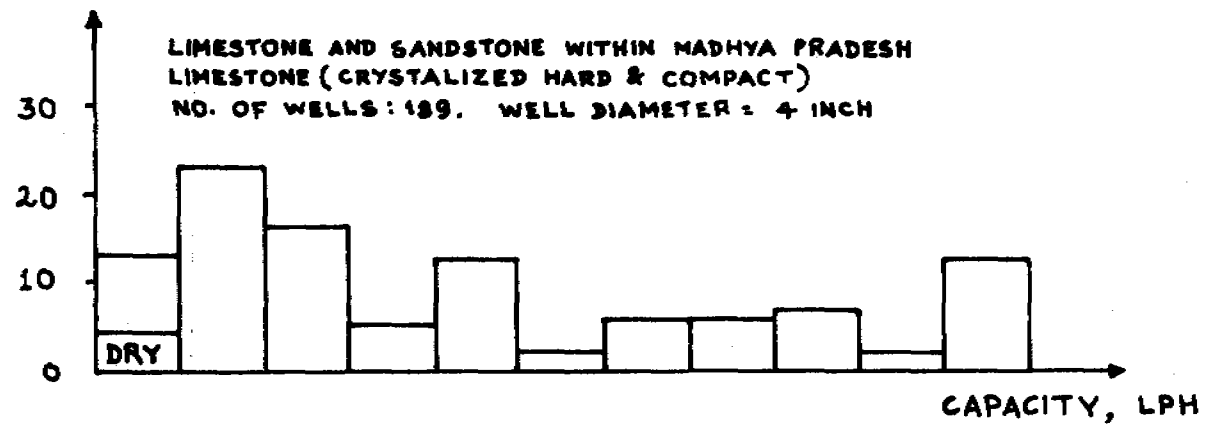 LIMESTONE AND SANDSTONE WITHIN MADHYA PRADESH
LIMESTONE (CRYSTALIZED HARD & COMPACT)
NO. OF WELLS: 189. WELL DIAMETER = 4 INCH
30
20
10
DRY
0
CAPACITY, LPH